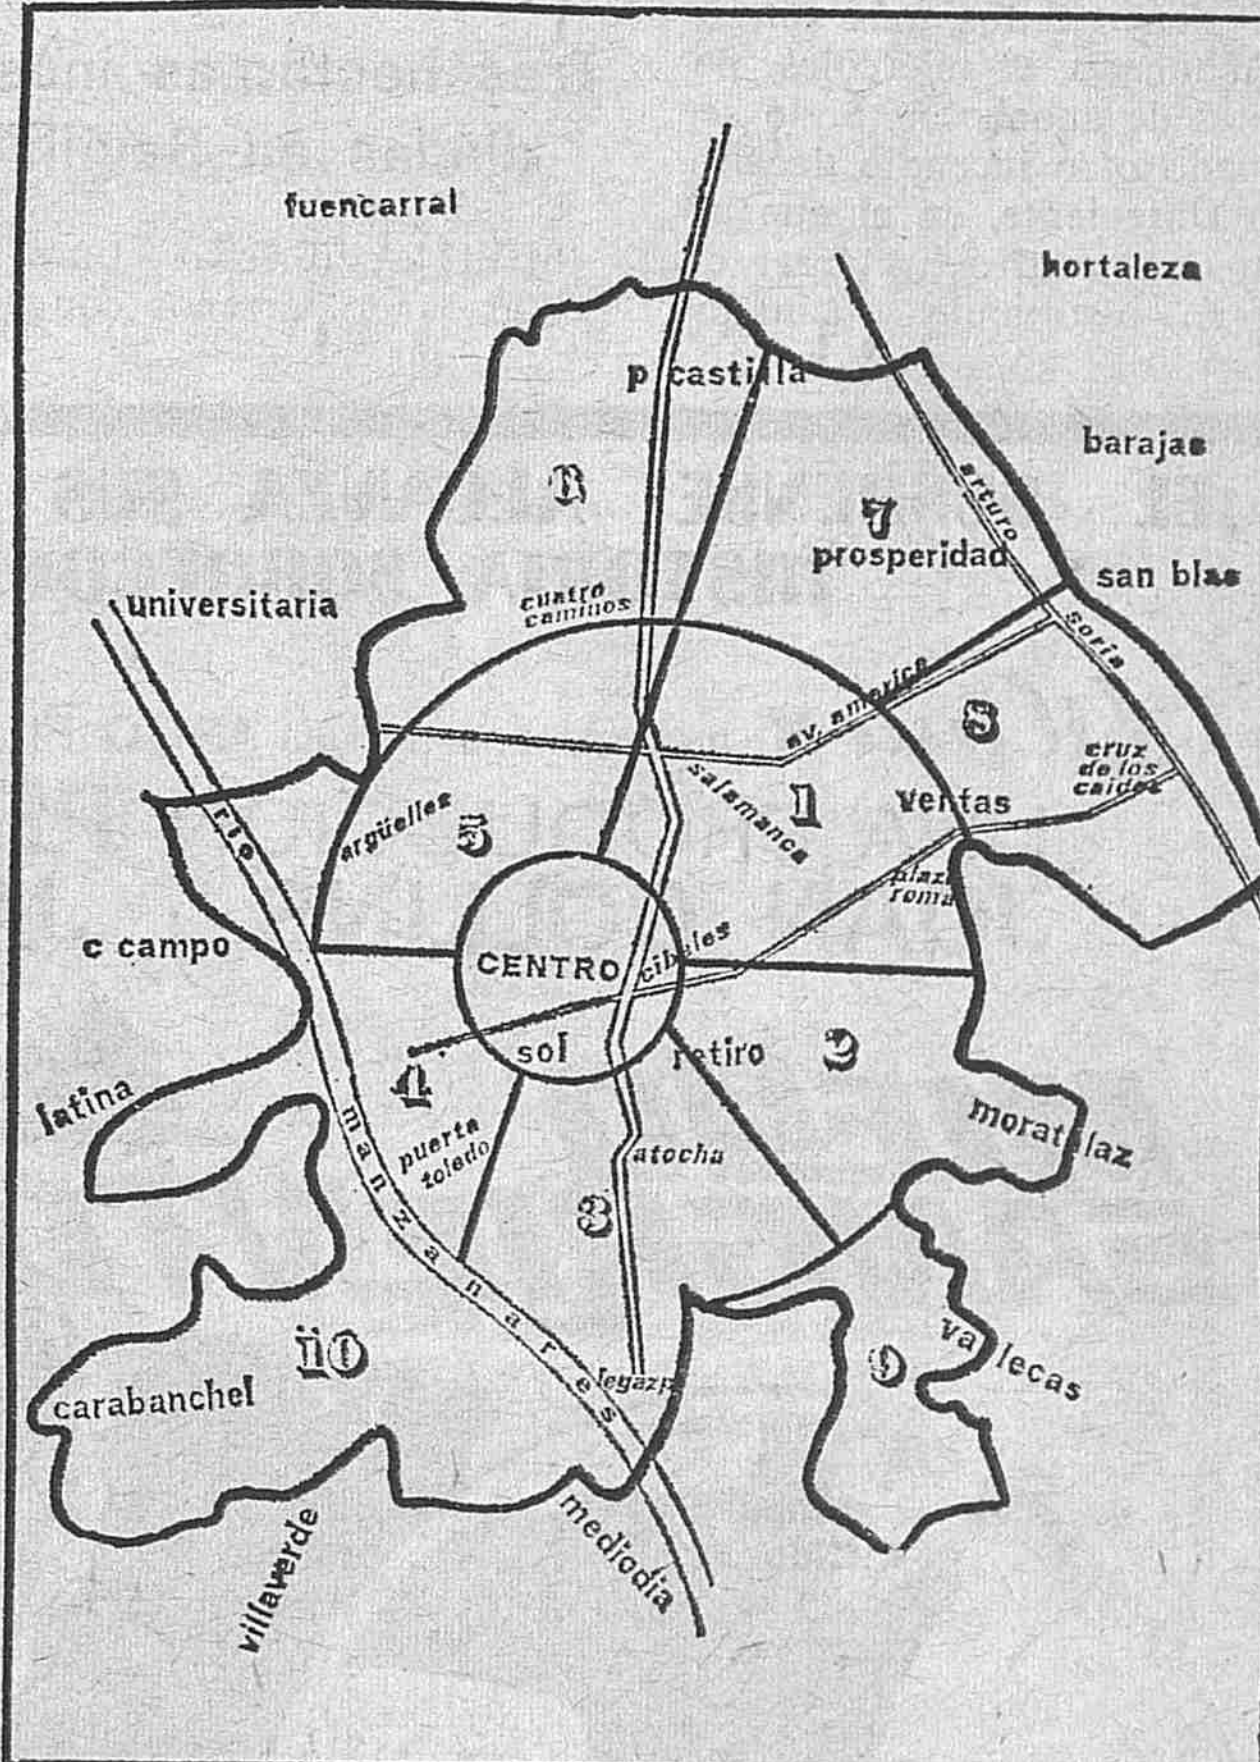 fuencarral
hortaleza
p castilla
barajas
arturo
7
prosperidad
san blas
cuatro
caminos
universitaria
soria
av. america
8
cruz
de los
caidos
salamanca
1
ventas
rio
argüelles
5
plaza
roma
c campo
CENTRO
cibeles
sol
retiro
4
latina
moratalaz
manzanares
puerta
toledo
atocha
3
vallecas
10
9
legazpi
carabanchel
villaverde
mediodia